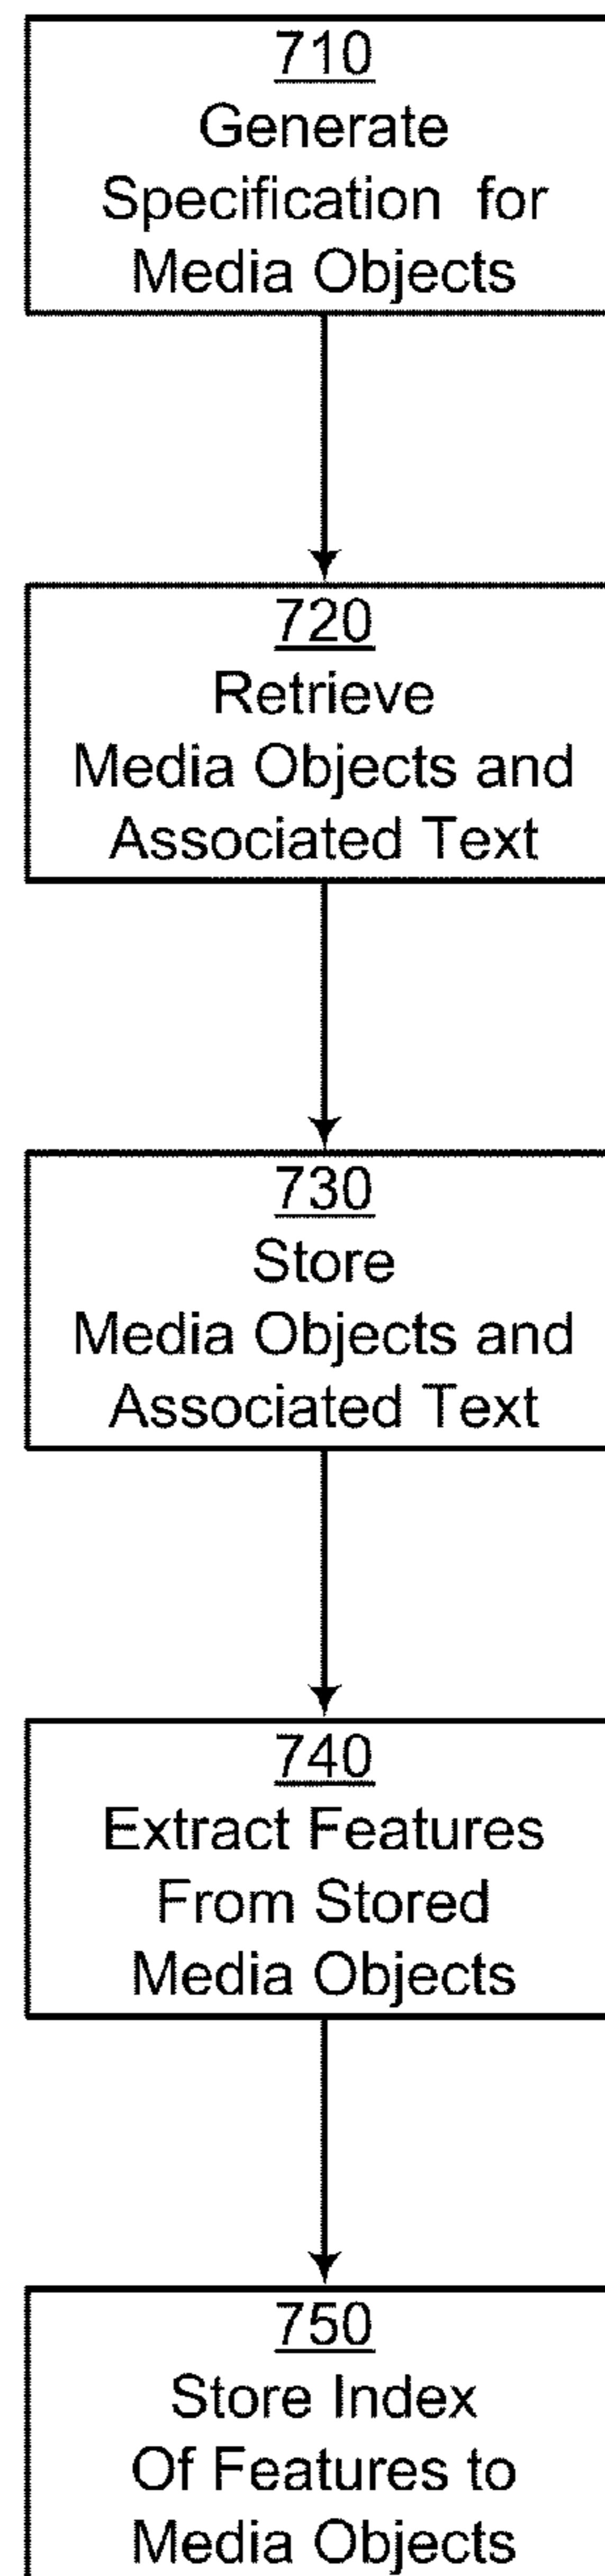 710
Generate
Specification for
Media Objects
720
Retrieve
Media Objects and
Associated Text
730
Store
Media Objects and
Associated Text
740
Extract Features
From Stored
Media Objects
750
Store Index
Of Features to
Media Objects